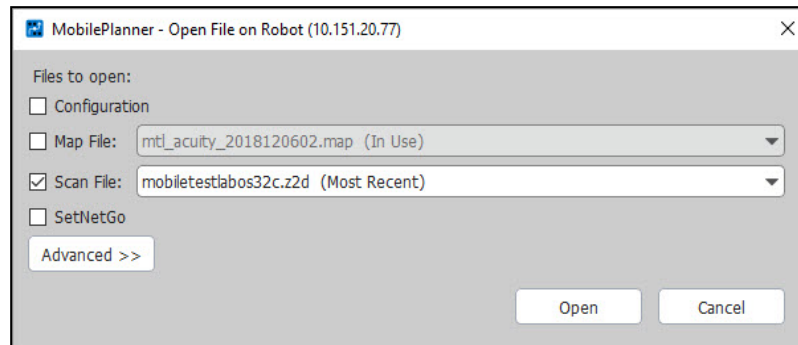 MobilePlanner - Open File on Robot (10.151.20.77)
Files to open:
Configuration
Map File: mtl_acuity_2018120602.map (In Use)
Scan File: mobiletestlabos32c.z2d (Most Recent)
SetNetGo
Advanced >>
Open Cancel